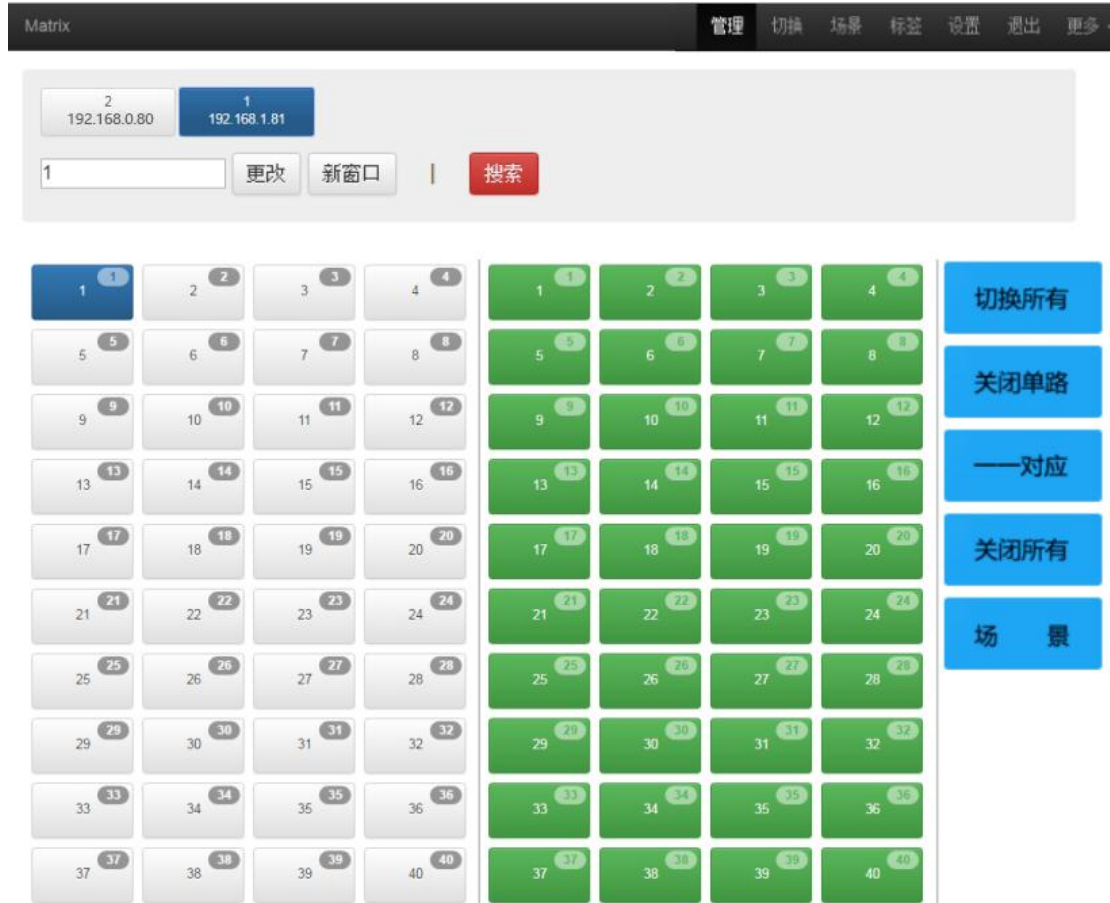 Matrix 管理 切换 场景 标签 设置 退出 更多
2 1
192.168.0.80 192.168.1.81
1 更改 新窗口 | 搜索
1 1 2 2 3 3 4 4 1 1 2 2 3 3 4 4 切换所有
5 5 6 6 7 7 8 8 5 5 6 6 7 7 8 8 关闭单路
9 9 10 10 11 11 12 12 9 9 10 10 11 11 12 12
13 13 14 14 15 15 16 16 13 13 14 14 15 15 16 16 一一对应
17 17 18 18 19 19 20 20 17 17 18 18 19 19 20 20 关闭所有
21 21 22 22 23 23 24 24 21 21 22 22 23 23 24 24 场 景
25 25 26 26 27 27 28 28 25 25 26 26 27 27 28 28
29 29 30 30 31 31 32 32 29 29 30 30 31 31 32 32
33 33 34 34 35 35 36 36 33 33 34 34 35 35 36 36
37 37 38 38 39 39 40 40 37 37 38 38 39 39 40 40